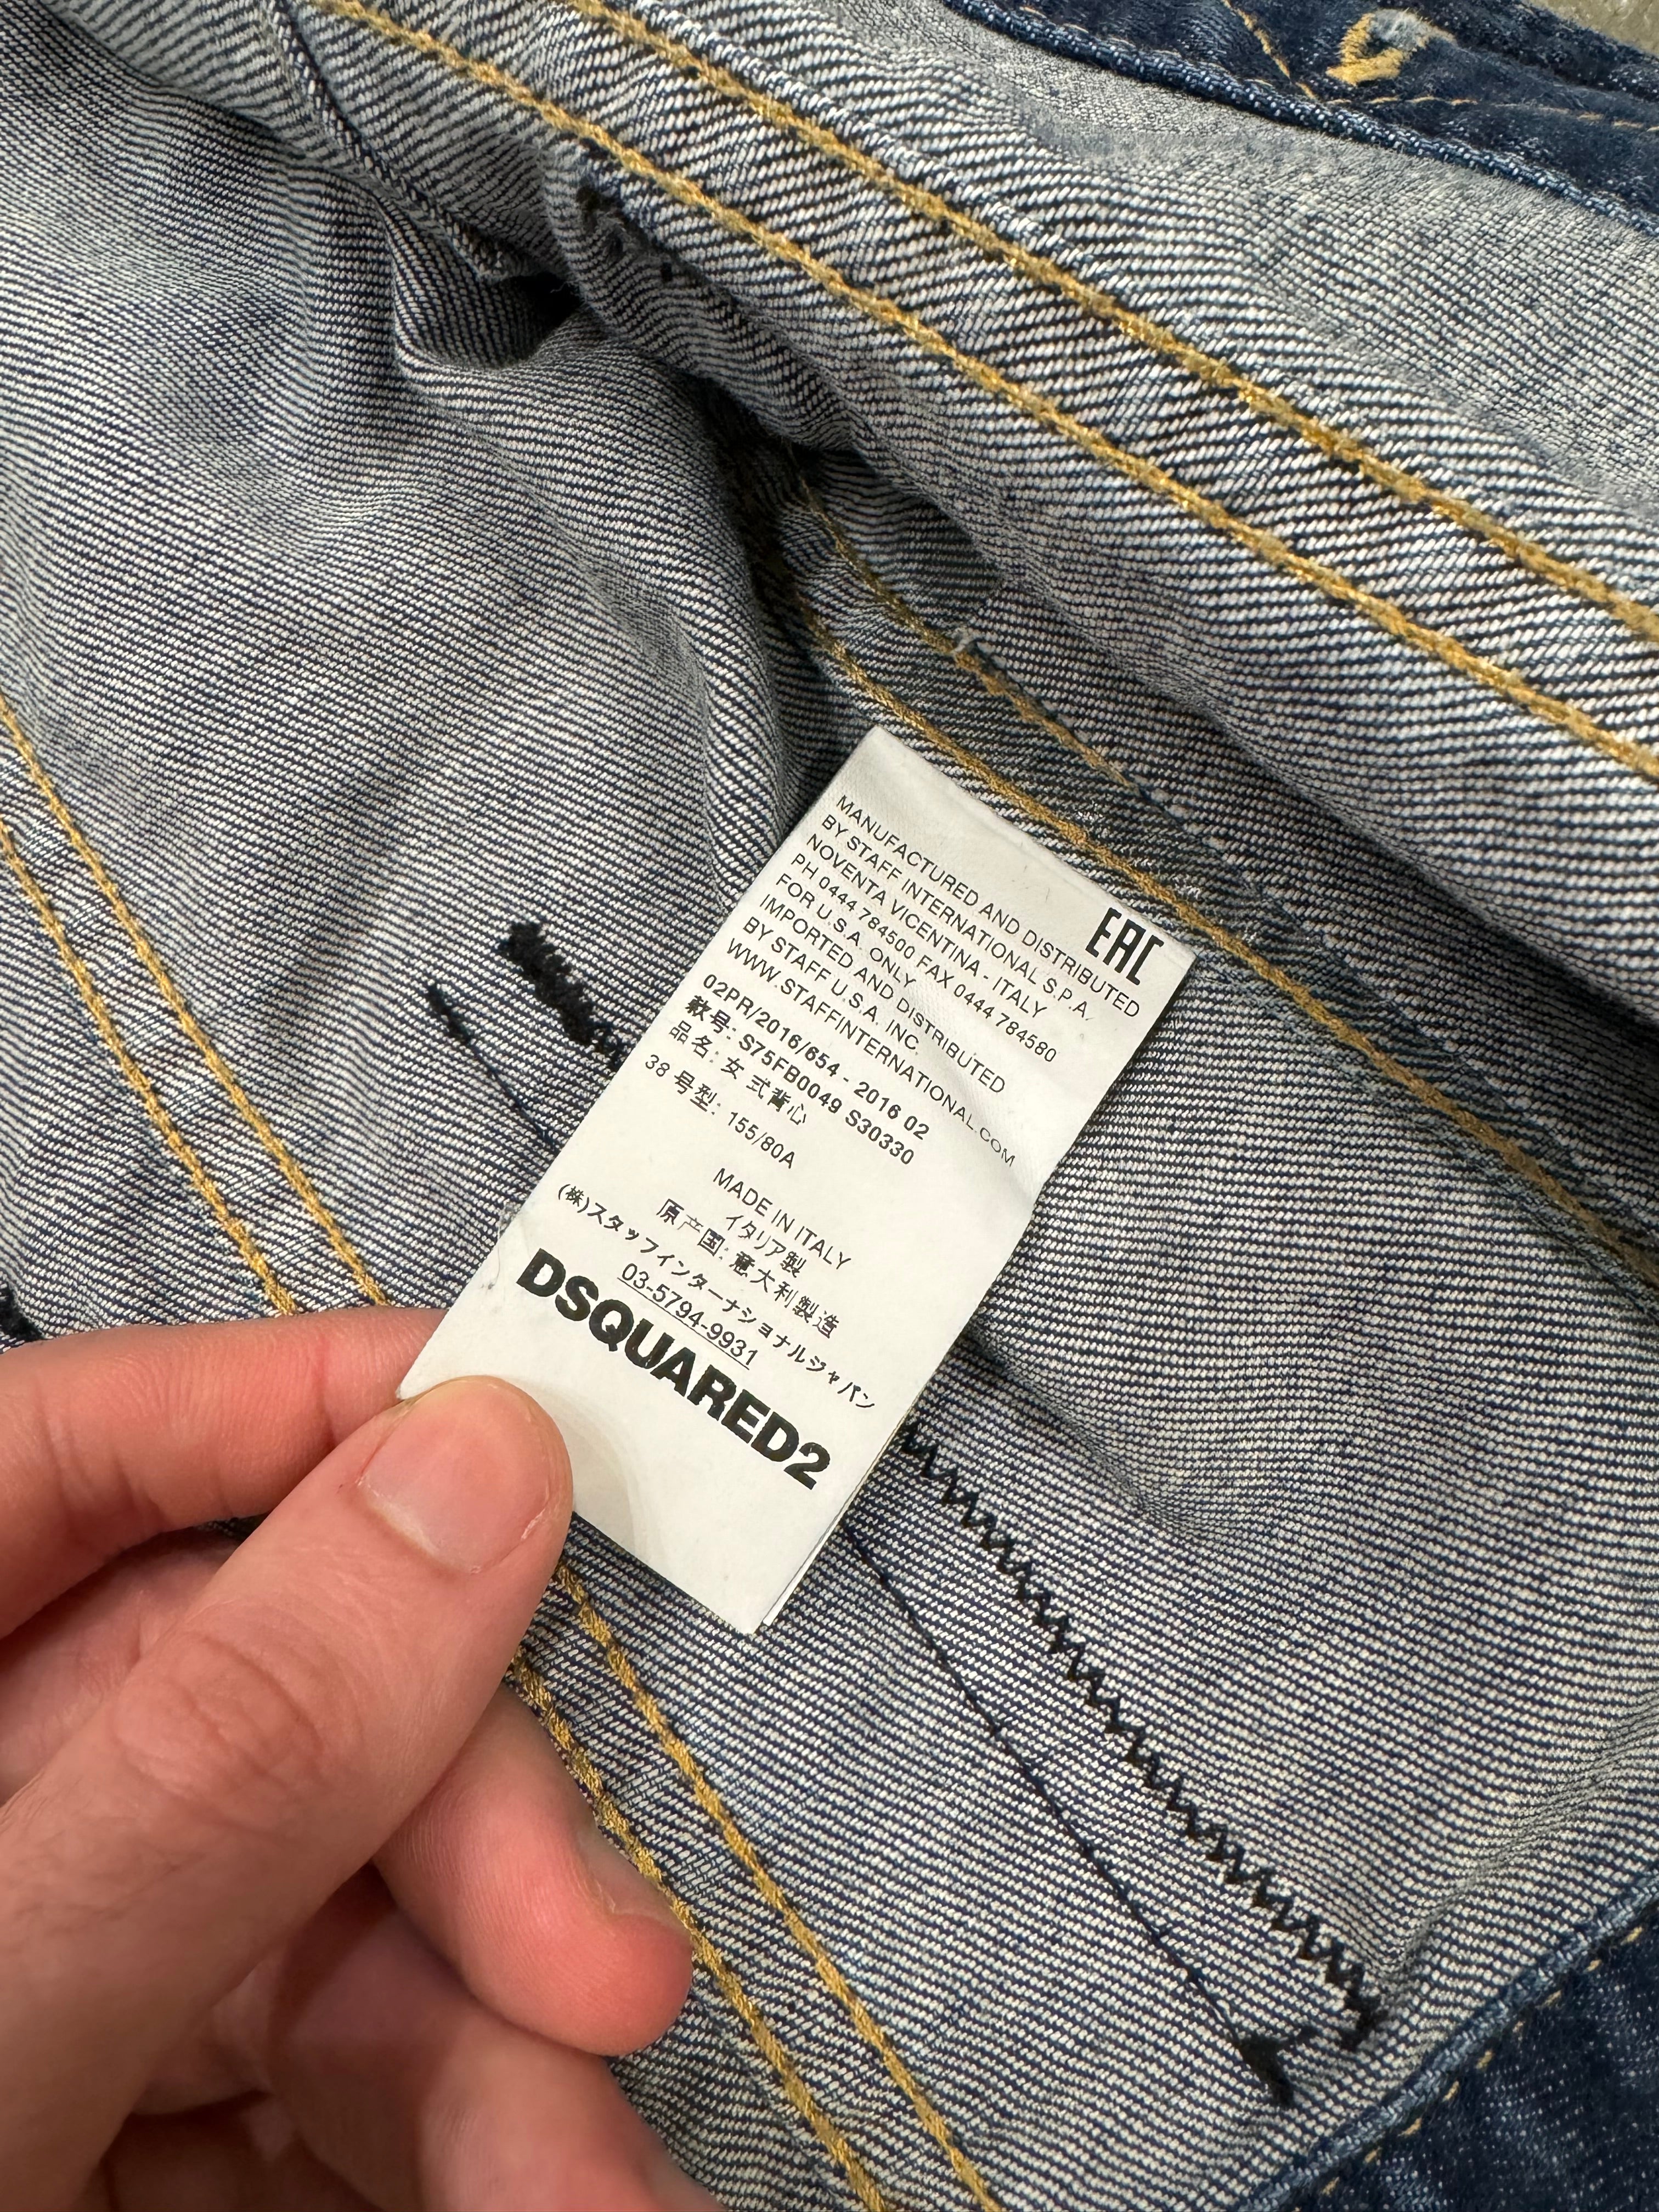 MANUFACTURED AND DISTRIBUTED
BY STAFF INTERNATIONAL S.P.A.
NOVENTA VICENTINA - ITALY
PH 0444 784500 FAX 0444 784580
FOR U.S.A. ONLY
IMPORTED AND DISTRIBUTED
BY STAFF U.S.A. INC.
WWW.STAFFINTERNATIONAL.COM
EAC
02PR/2016/654 - 2016 02
款号: S75FB0049 S30330
品名: 女 式背心
38 号型: 155/80A
MADE IN ITALY
イタリア製
原产国: 意大利製造
(株)スタッフインターナショナルジャパン
03-5794-9931
DSQUARED2